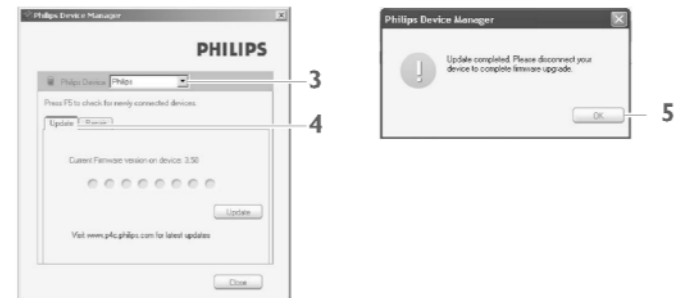 Philips Device Manager
PHILIPS
Philips Device Philips
3
Press F5 to check for newly connected devices.
Update Repair
4
Current Firmware version on device: 3.58
Update
Visit www.p4c.philips.com for latest updates
Close
Philips Device Manager
Update completed. Please disconnect your
device to complete firmware upgrade.
OK
5